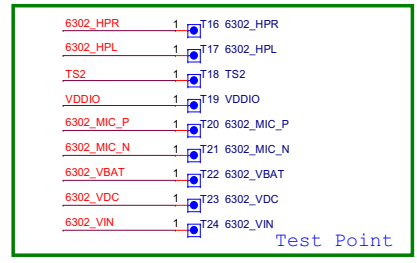 6302_HPR 1 T16 6302_HPR
6302_HPL 1 T17 6302_HPL
TS2 1 T18 TS2
VDDIO 1 T19 VDDIO
6302_MIC_P 1 T20 6302_MIC_P
6302_MIC_N 1 T21 6302_MIC_N
6302_VBAT 1 T22 6302_VBAT
6302_VDC 1 T23 6302_VDC
6302_VIN 1 T24 6302_VIN
Test Point